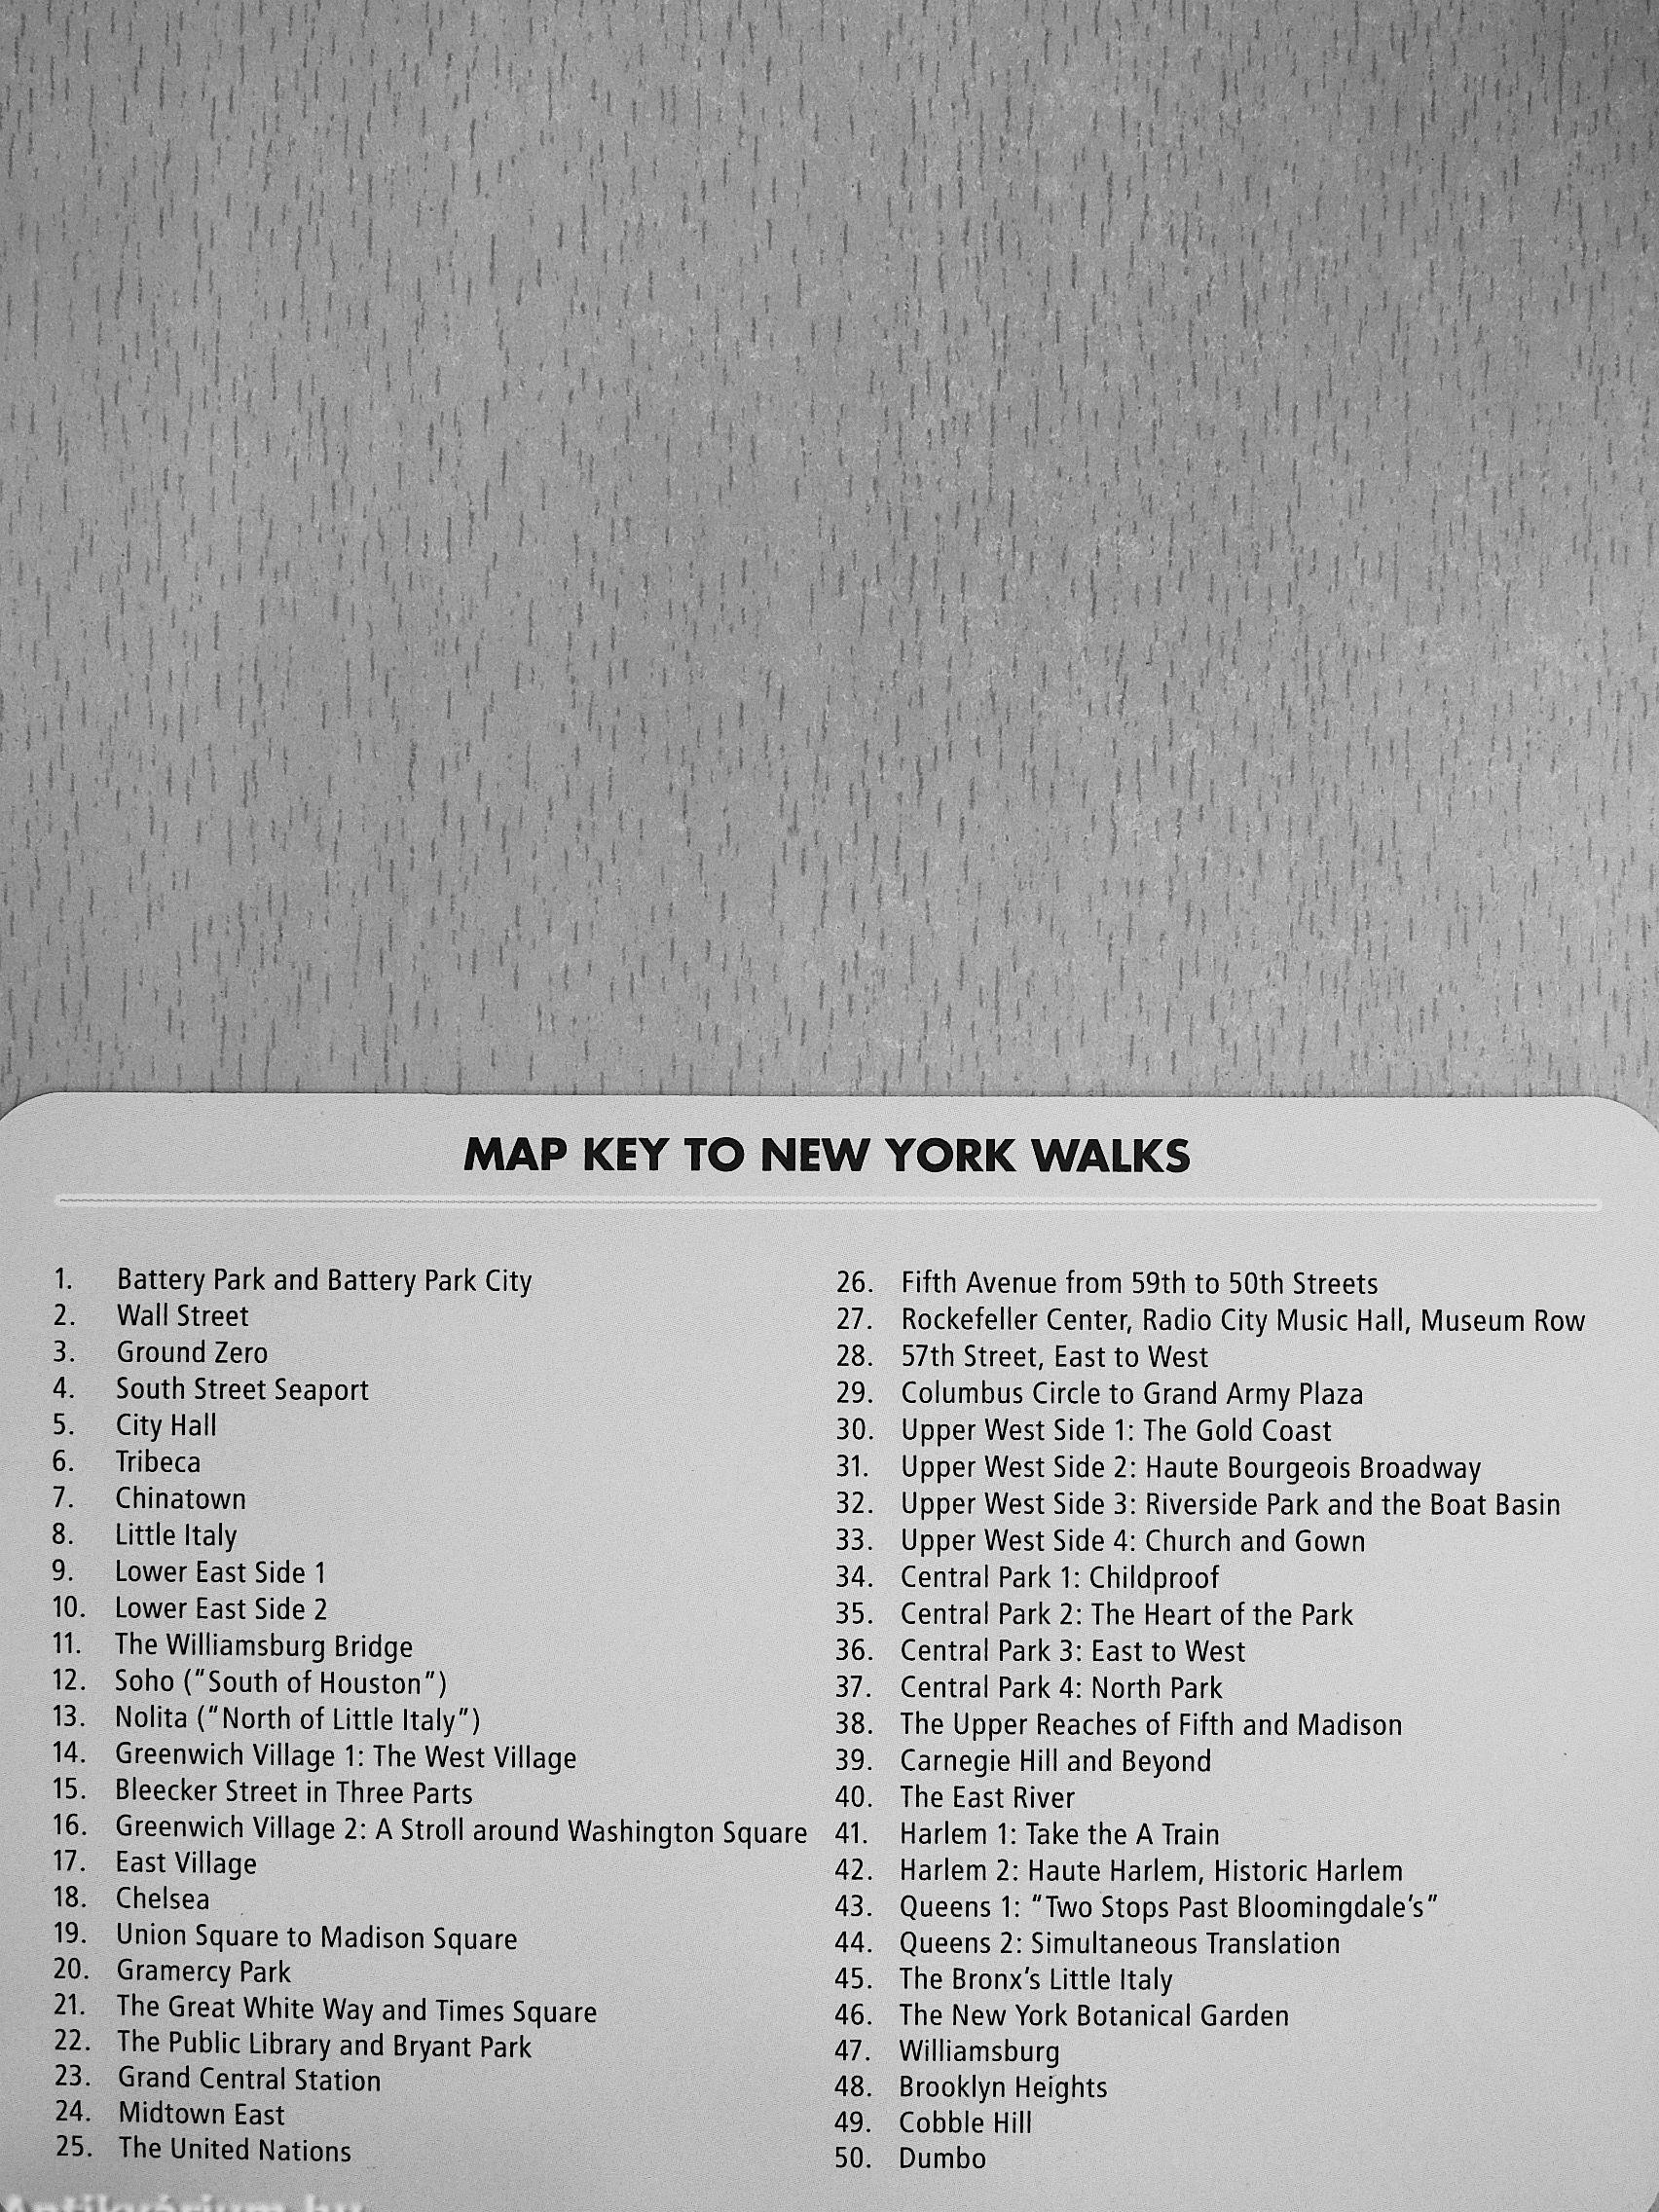 MAP KEY TO NEW YORK WALKS
1. Battery Park and Battery Park City
2. Wall Street
3. Ground Zero
4. South Street Seaport
5. City Hall
6. Tribeca
7. Chinatown
8. Little Italy
9. Lower East Side 1
10. Lower East Side 2
11. The Williamsburg Bridge
12. Soho (“South of Houston”)
13. Nolita (“North of Little Italy”)
14. Greenwich Village 1: The West Village
15. Bleecker Street in Three Parts
16. Greenwich Village 2: A Stroll around Washington Square
17. East Village
18. Chelsea
19. Union Square to Madison Square
20. Gramercy Park
21. The Great White Way and Times Square
22. The Public Library and Bryant Park
23. Grand Central Station
24. Midtown East
25. The United Nations
26. Fifth Avenue from 59th to 50th Streets
27. Rockefeller Center, Radio City Music Hall, Museum Row
28. 57th Street, East to West
29. Columbus Circle to Grand Army Plaza
30. Upper West Side 1: The Gold Coast
31. Upper West Side 2: Haute Bourgeois Broadway
32. Upper West Side 3: Riverside Park and the Boat Basin
33. Upper West Side 4: Church and Gown
34. Central Park 1: Childproof
35. Central Park 2: The Heart of the Park
36. Central Park 3: East to West
37. Central Park 4: North Park
38. The Upper Reaches of Fifth and Madison
39. Carnegie Hill and Beyond
40. The East River
41. Harlem 1: Take the A Train
42. Harlem 2: Haute Harlem, Historic Harlem
43. Queens 1: “Two Stops Past Bloomingdale’s”
44. Queens 2: Simultaneous Translation
45. The Bronx’s Little Italy
46. The New York Botanical Garden
47. Williamsburg
48. Brooklyn Heights
49. Cobble Hill
50. Dumbo